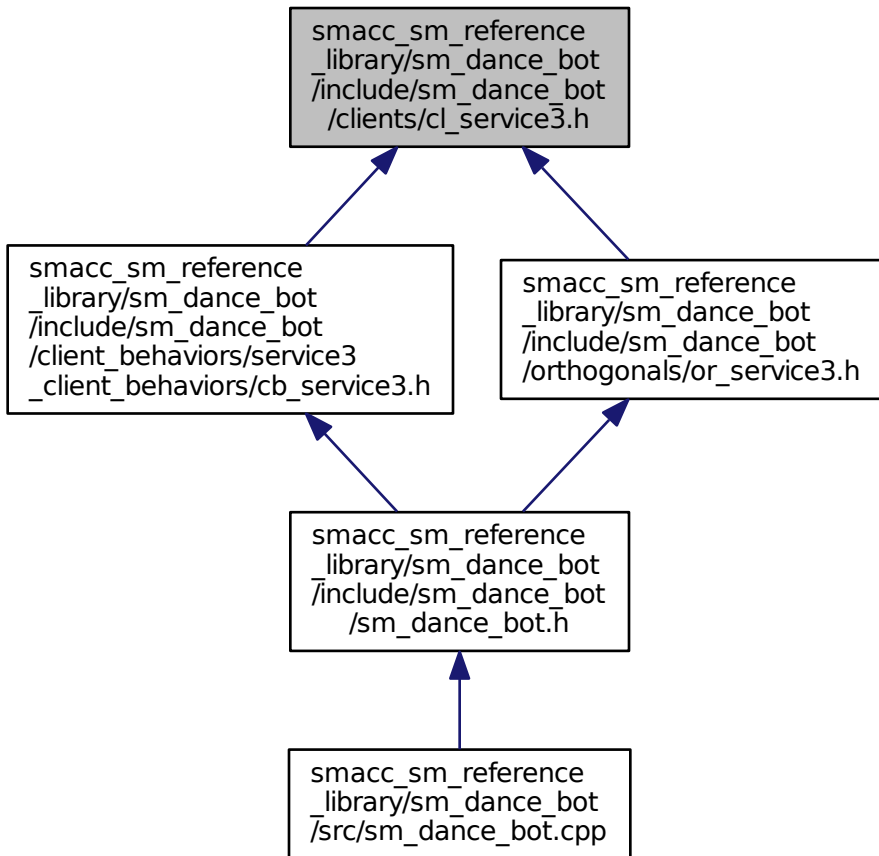 smacc_sm_reference
_library/sm_dance_bot
/include/sm_dance_bot
/clients/cl_service3.h
smacc_sm_reference
_library/sm_dance_bot
/include/sm_dance_bot
/client_behaviors/service3
_client_behaviors/cb_service3.h
smacc_sm_reference
_library/sm_dance_bot
/include/sm_dance_bot
/orthogonals/or_service3.h
smacc_sm_reference
_library/sm_dance_bot
/include/sm_dance_bot
/sm_dance_bot.h
smacc_sm_reference
_library/sm_dance_bot
/src/sm_dance_bot.cpp